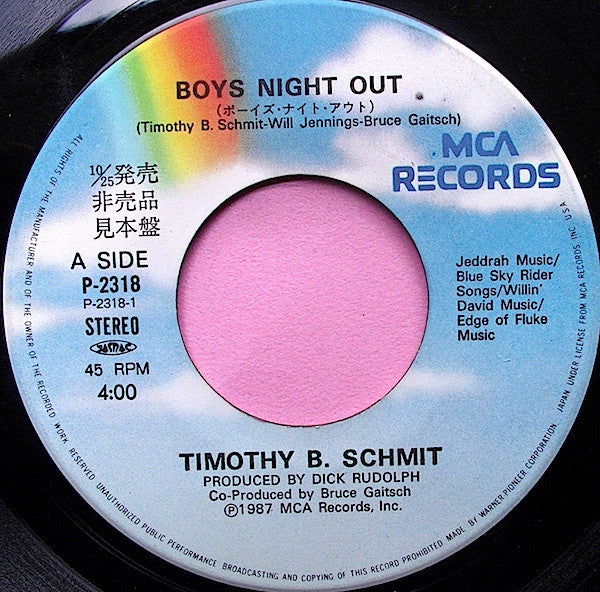 BOYS NIGHT OUT
(ボーイズ・ナイト・アウト)
(Timothy B. Schmit-Will Jennings-Bruce Gaitsch)
MCA
RECORDS
10/25発売
非売品
見本盤
A SIDE
P-2318
P-2318-1
STEREO
JASRAC
45 RPM
4:00
Jeddrah Music/
Blue Sky Rider
Songs/Willin'
David Music/
Edge of Fluke
Music
TIMOTHY B. SCHMIT
PRODUCED BY DICK RUDOLPH
Co-Produced by Bruce Gaitsch
Ⓟ1987 MCA Records, Inc.
ALL RIGHTS OF THE MANUFACTURER AND OF THE OWNER OF THE RECORDED WORK RESERVED. UNAUTHORIZED PUBLIC PERFORMANCE BROADCASTING AND COPYING OF THIS RECORD PROHIBITED MADE BY WARNER-PIONEER CORPORATION, JAPAN UNDER LICENSE FROM MCA RECORDS INC. USA.